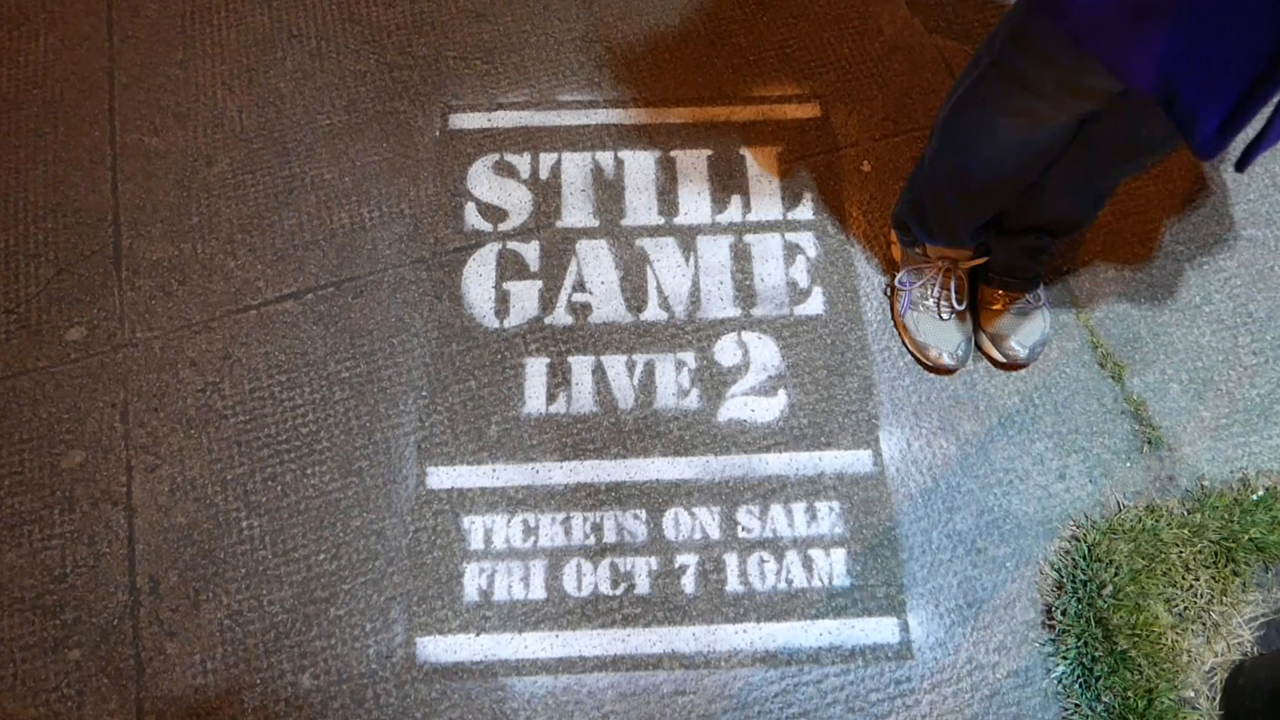 STILL
GAME
LIVE 2
TICKETS ON SALE
FRI OCT 7 10AM